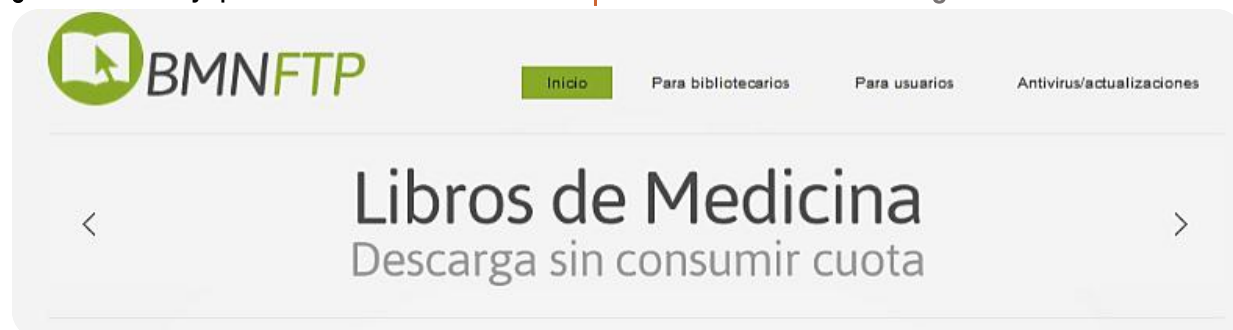 BMNFTP
Inicio Para bibliotecarios Para usuarios Antivirus/actualizaciones
Libros de Medicina
Descarga sin consumir cuota